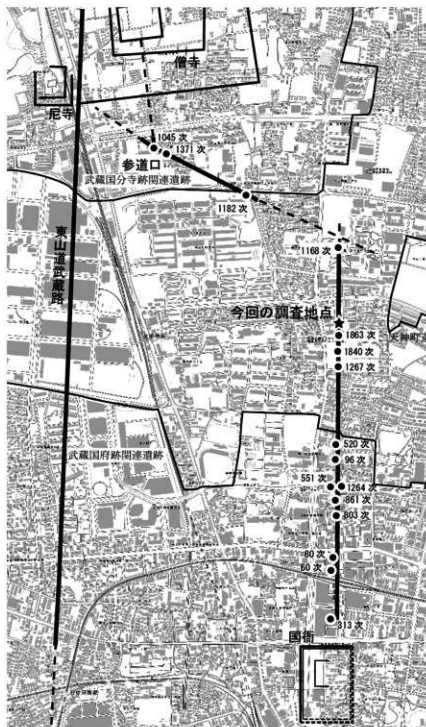 僧寺
尼寺
1045 次
1371 次
参道口
武蔵国分寺跡関連遺跡
1182 次
1168 次
東山道武蔵路
今回の調査地点
天神町
1863 次
1840 次
1267 次
武蔵国府跡関連遺跡
520 次
96 次
551 次
1264 次
861 次
803 次
80 次
60 次
313 次
国衙